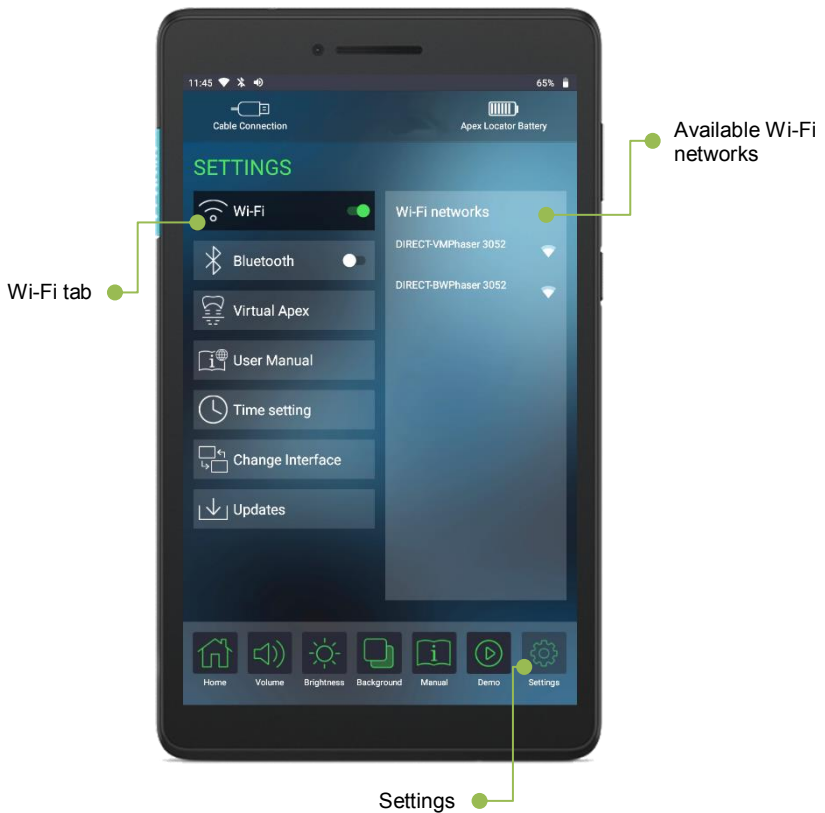 11:45
65%
Cable Connection
Apex Locator Battery
Available Wi-Fi
networks
SETTINGS
Wi-Fi
Wi-Fi networks
DIRECT-VMPhaser 3052
Bluetooth
DIRECT-BWPhaser 3052
Wi-Fi tab
Virtual Apex
User Manual
Time setting
Change Interface
Updates
Home
Volume
Brightness
Background
Manual
Demo
Settings
Settings